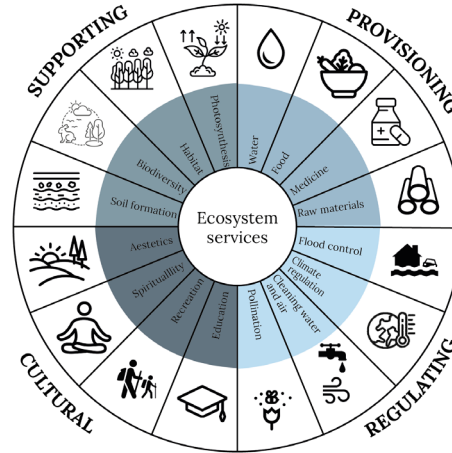 SUPPORTING
PROVISIONING
Photosynthesis
Habitat
Biodiversity
Soil formation
Water
Food
Medicine
Raw materials
Ecosystem
services
Aestetics
Spirituallity
Recreation
Education
Flood control
Climate
regulation
Cleaning water
and air
Pollination
CULTURAL
REGULATING